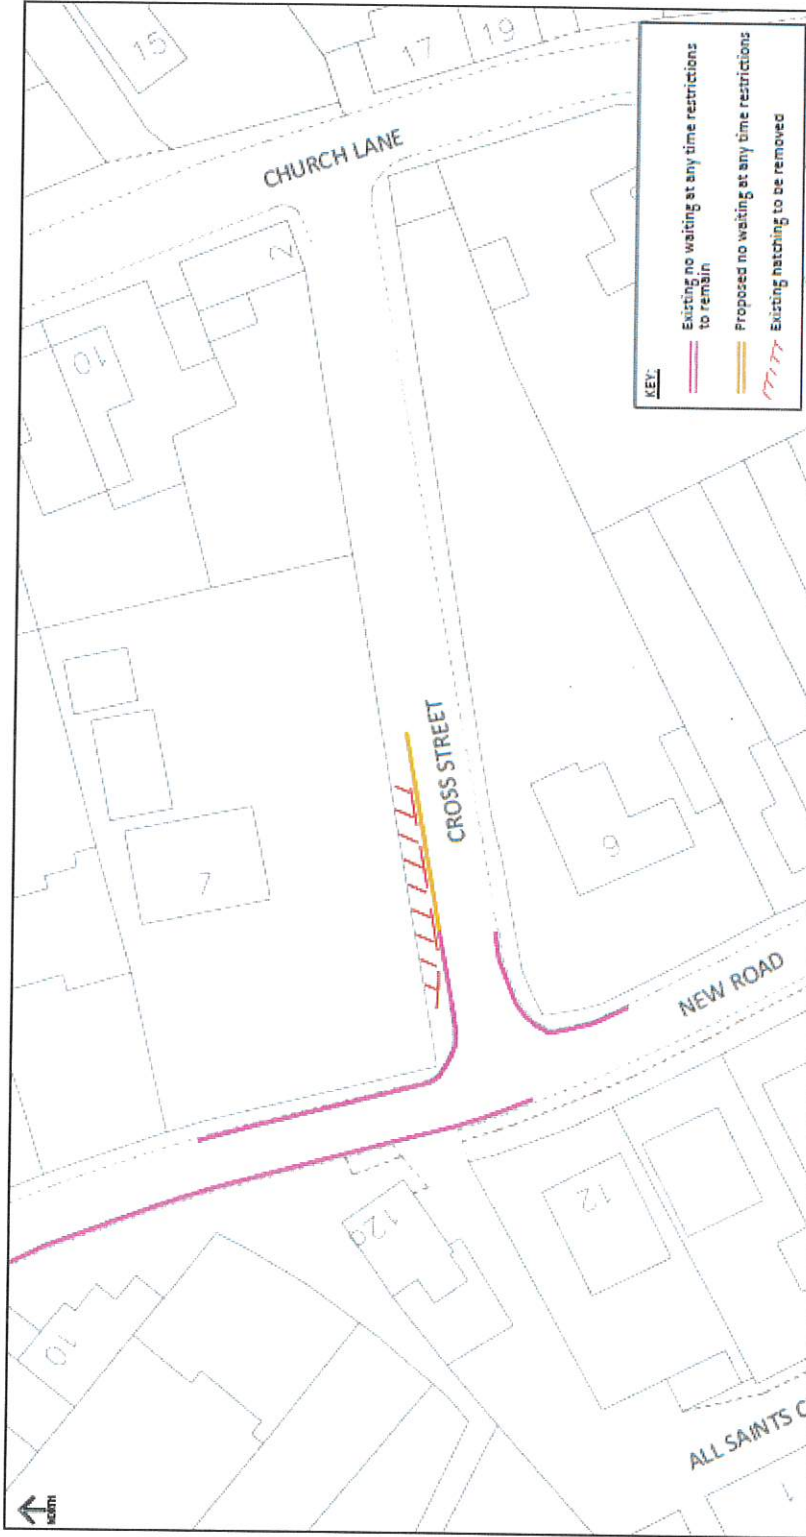 NORTH
15
17
19
CHURCH LANE
2
10
7
CROSS STREET
NEW ROAD
10
12a
12
ALL SAINTS C
1
KEY:
Existing no waiting at any time restrictions
to remain
Proposed no waiting at any time restrictions
Existing hatching to be removed